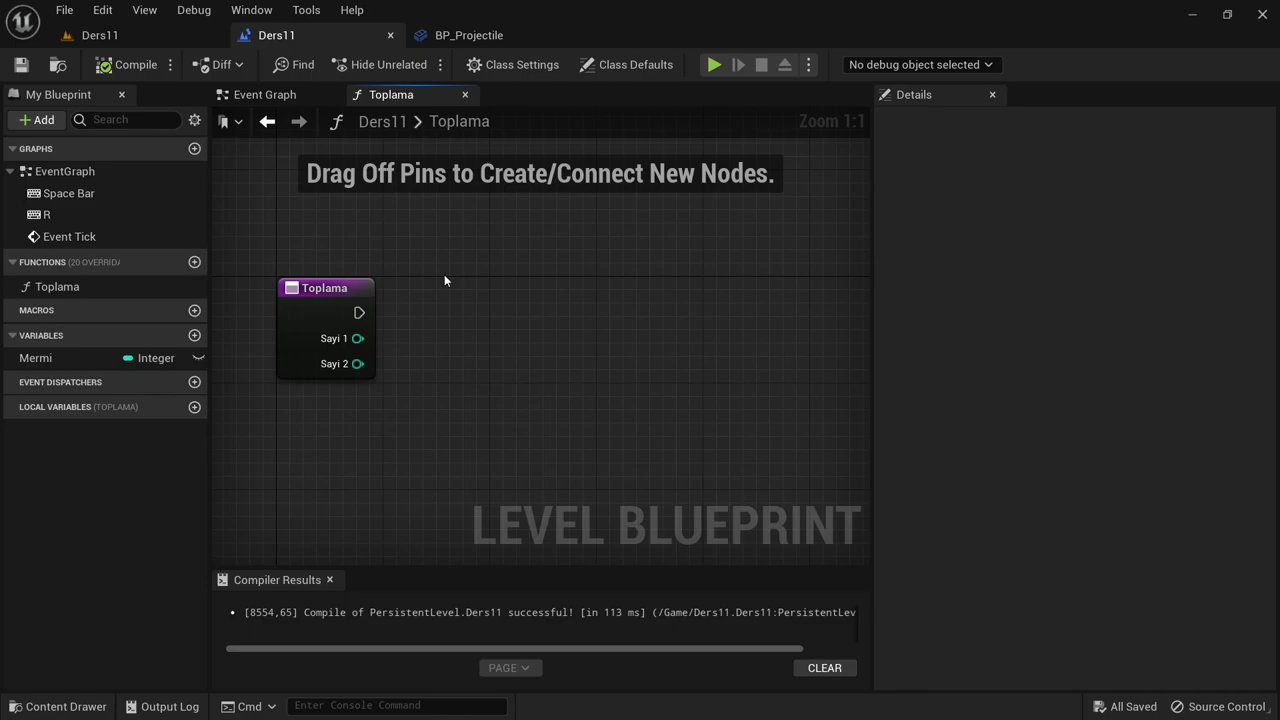 File Edit View Debug Window Tools Help
Ders11 Ders11 BP_Projectile
Compile Diff Find Hide Unrelated Class Settings Class Defaults No debug object selected
My Blueprint Event Graph Toplama Details
Add Search Ders11 > Toplama Zoom 1:1
GRAPHS
Drag Off Pins to Create/Connect New Nodes.
EventGraph
Space Bar
R
Event Tick
FUNCTIONS (20 OVERRIDA
Toplama
Toplama
MACROS
VARIABLES
Sayi 1
Mermi Integer
Sayi 2
EVENT DISPATCHERS
LOCAL VARIABLES (TOPLAMA)
LEVEL BLUEPRINT
Compiler Results
[8554,65] Compile of PersistentLevel.Ders11 successful! [in 113 ms] (/Game/Ders11.Ders11:PersistentLev
PAGE CLEAR
Content Drawer Output Log Cmd Enter Console Command All Saved Source Control